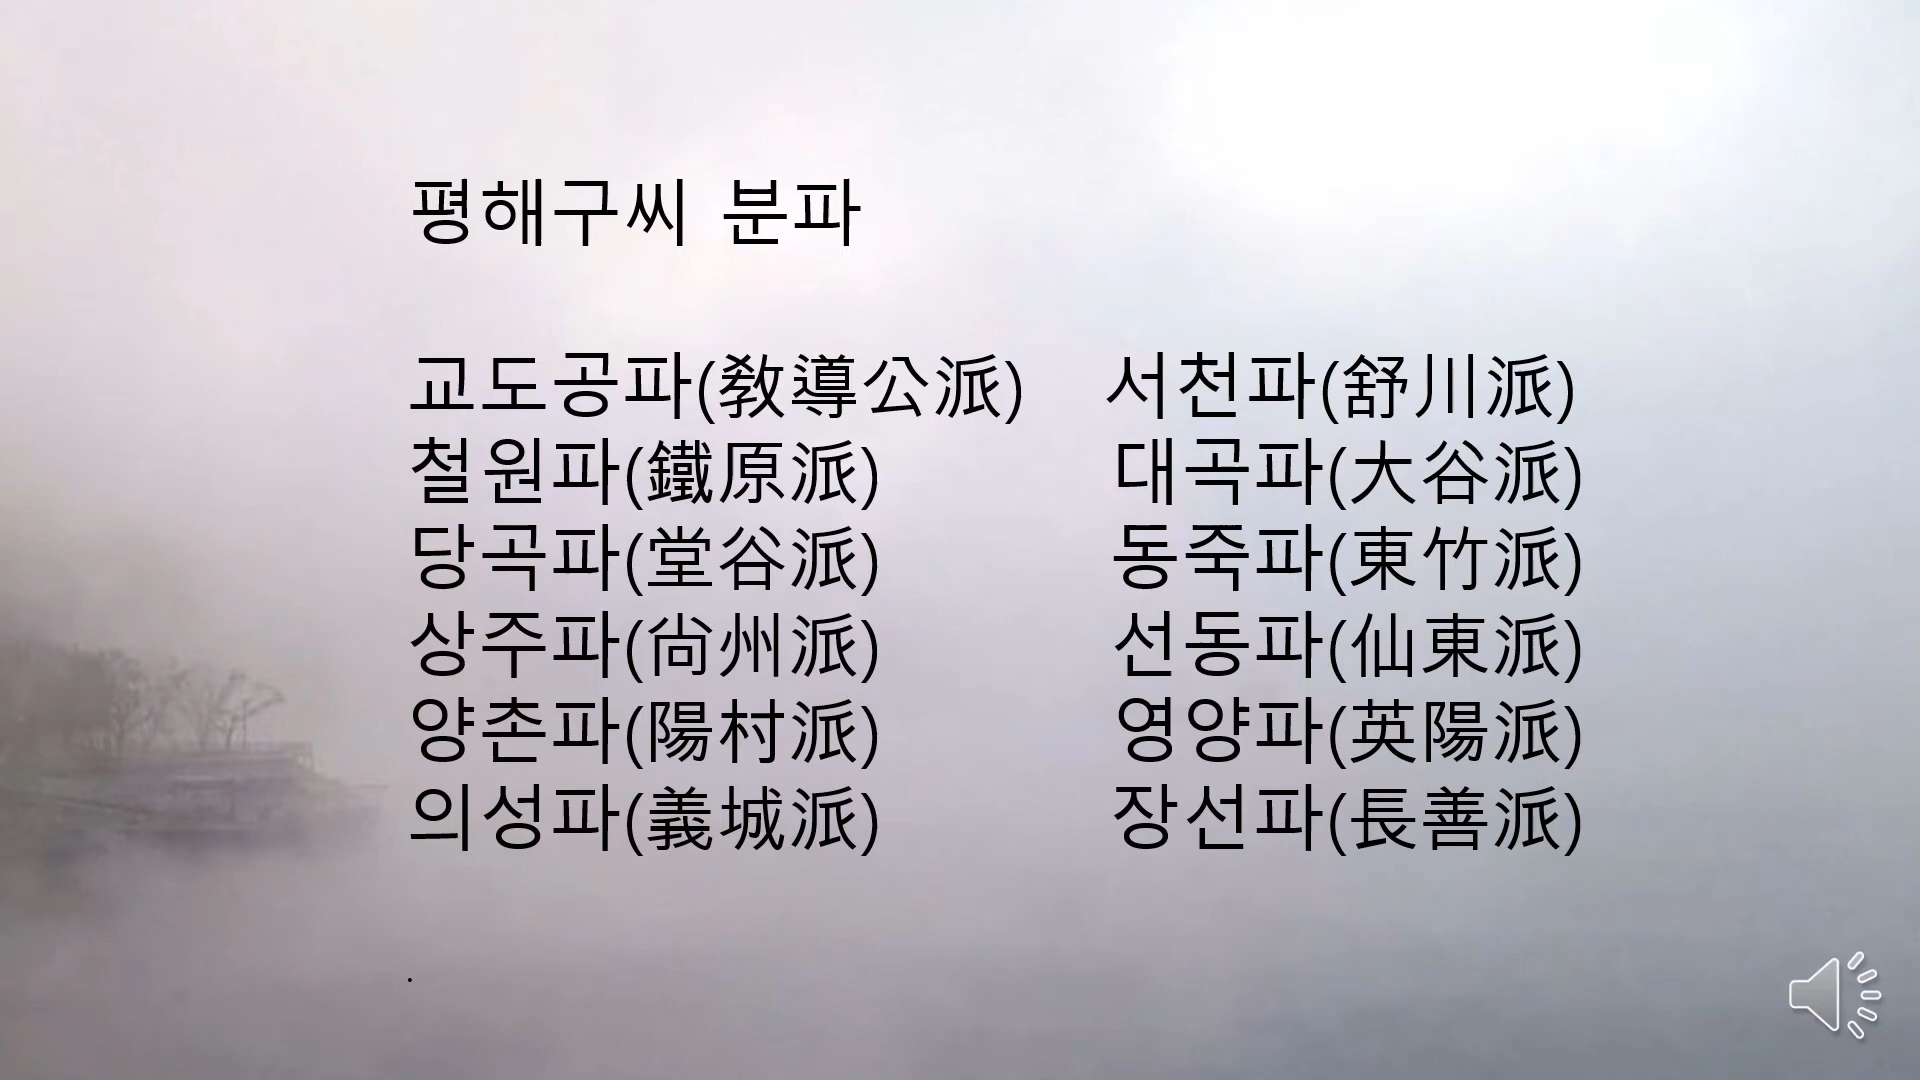 평해구씨 분파
교도공파(敎導公派) 서천파(舒川派)
철원파(鐵原派) 대곡파(大谷派)
당곡파(堂谷派) 동죽파(東竹派)
상주파(尙州派) 선동파(仙東派)
양촌파(陽村派) 영양파(英陽派)
의성파(義城派) 장선파(長善派)
.